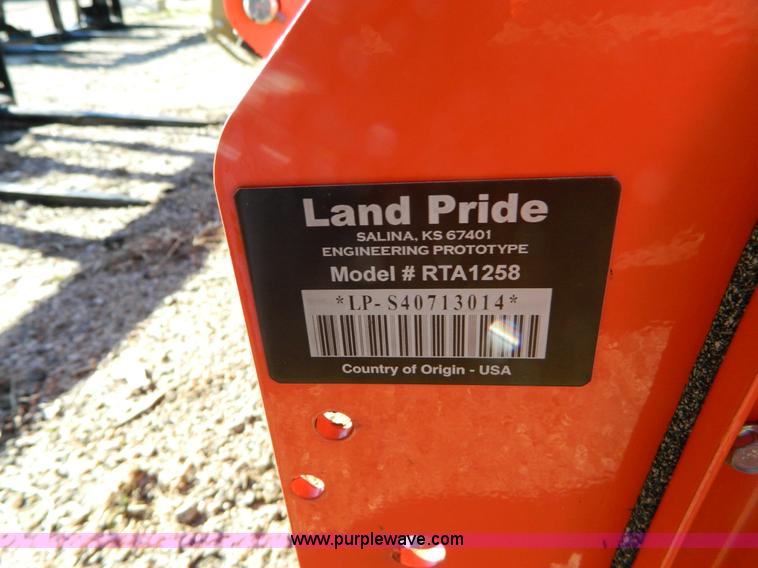 Land Pride
SALINA, KS 67401
ENGINEERING PROTOTYPE
Model # RTA1258
*LP- S40713014*
Country of Origin - USA
www.purplewave.com